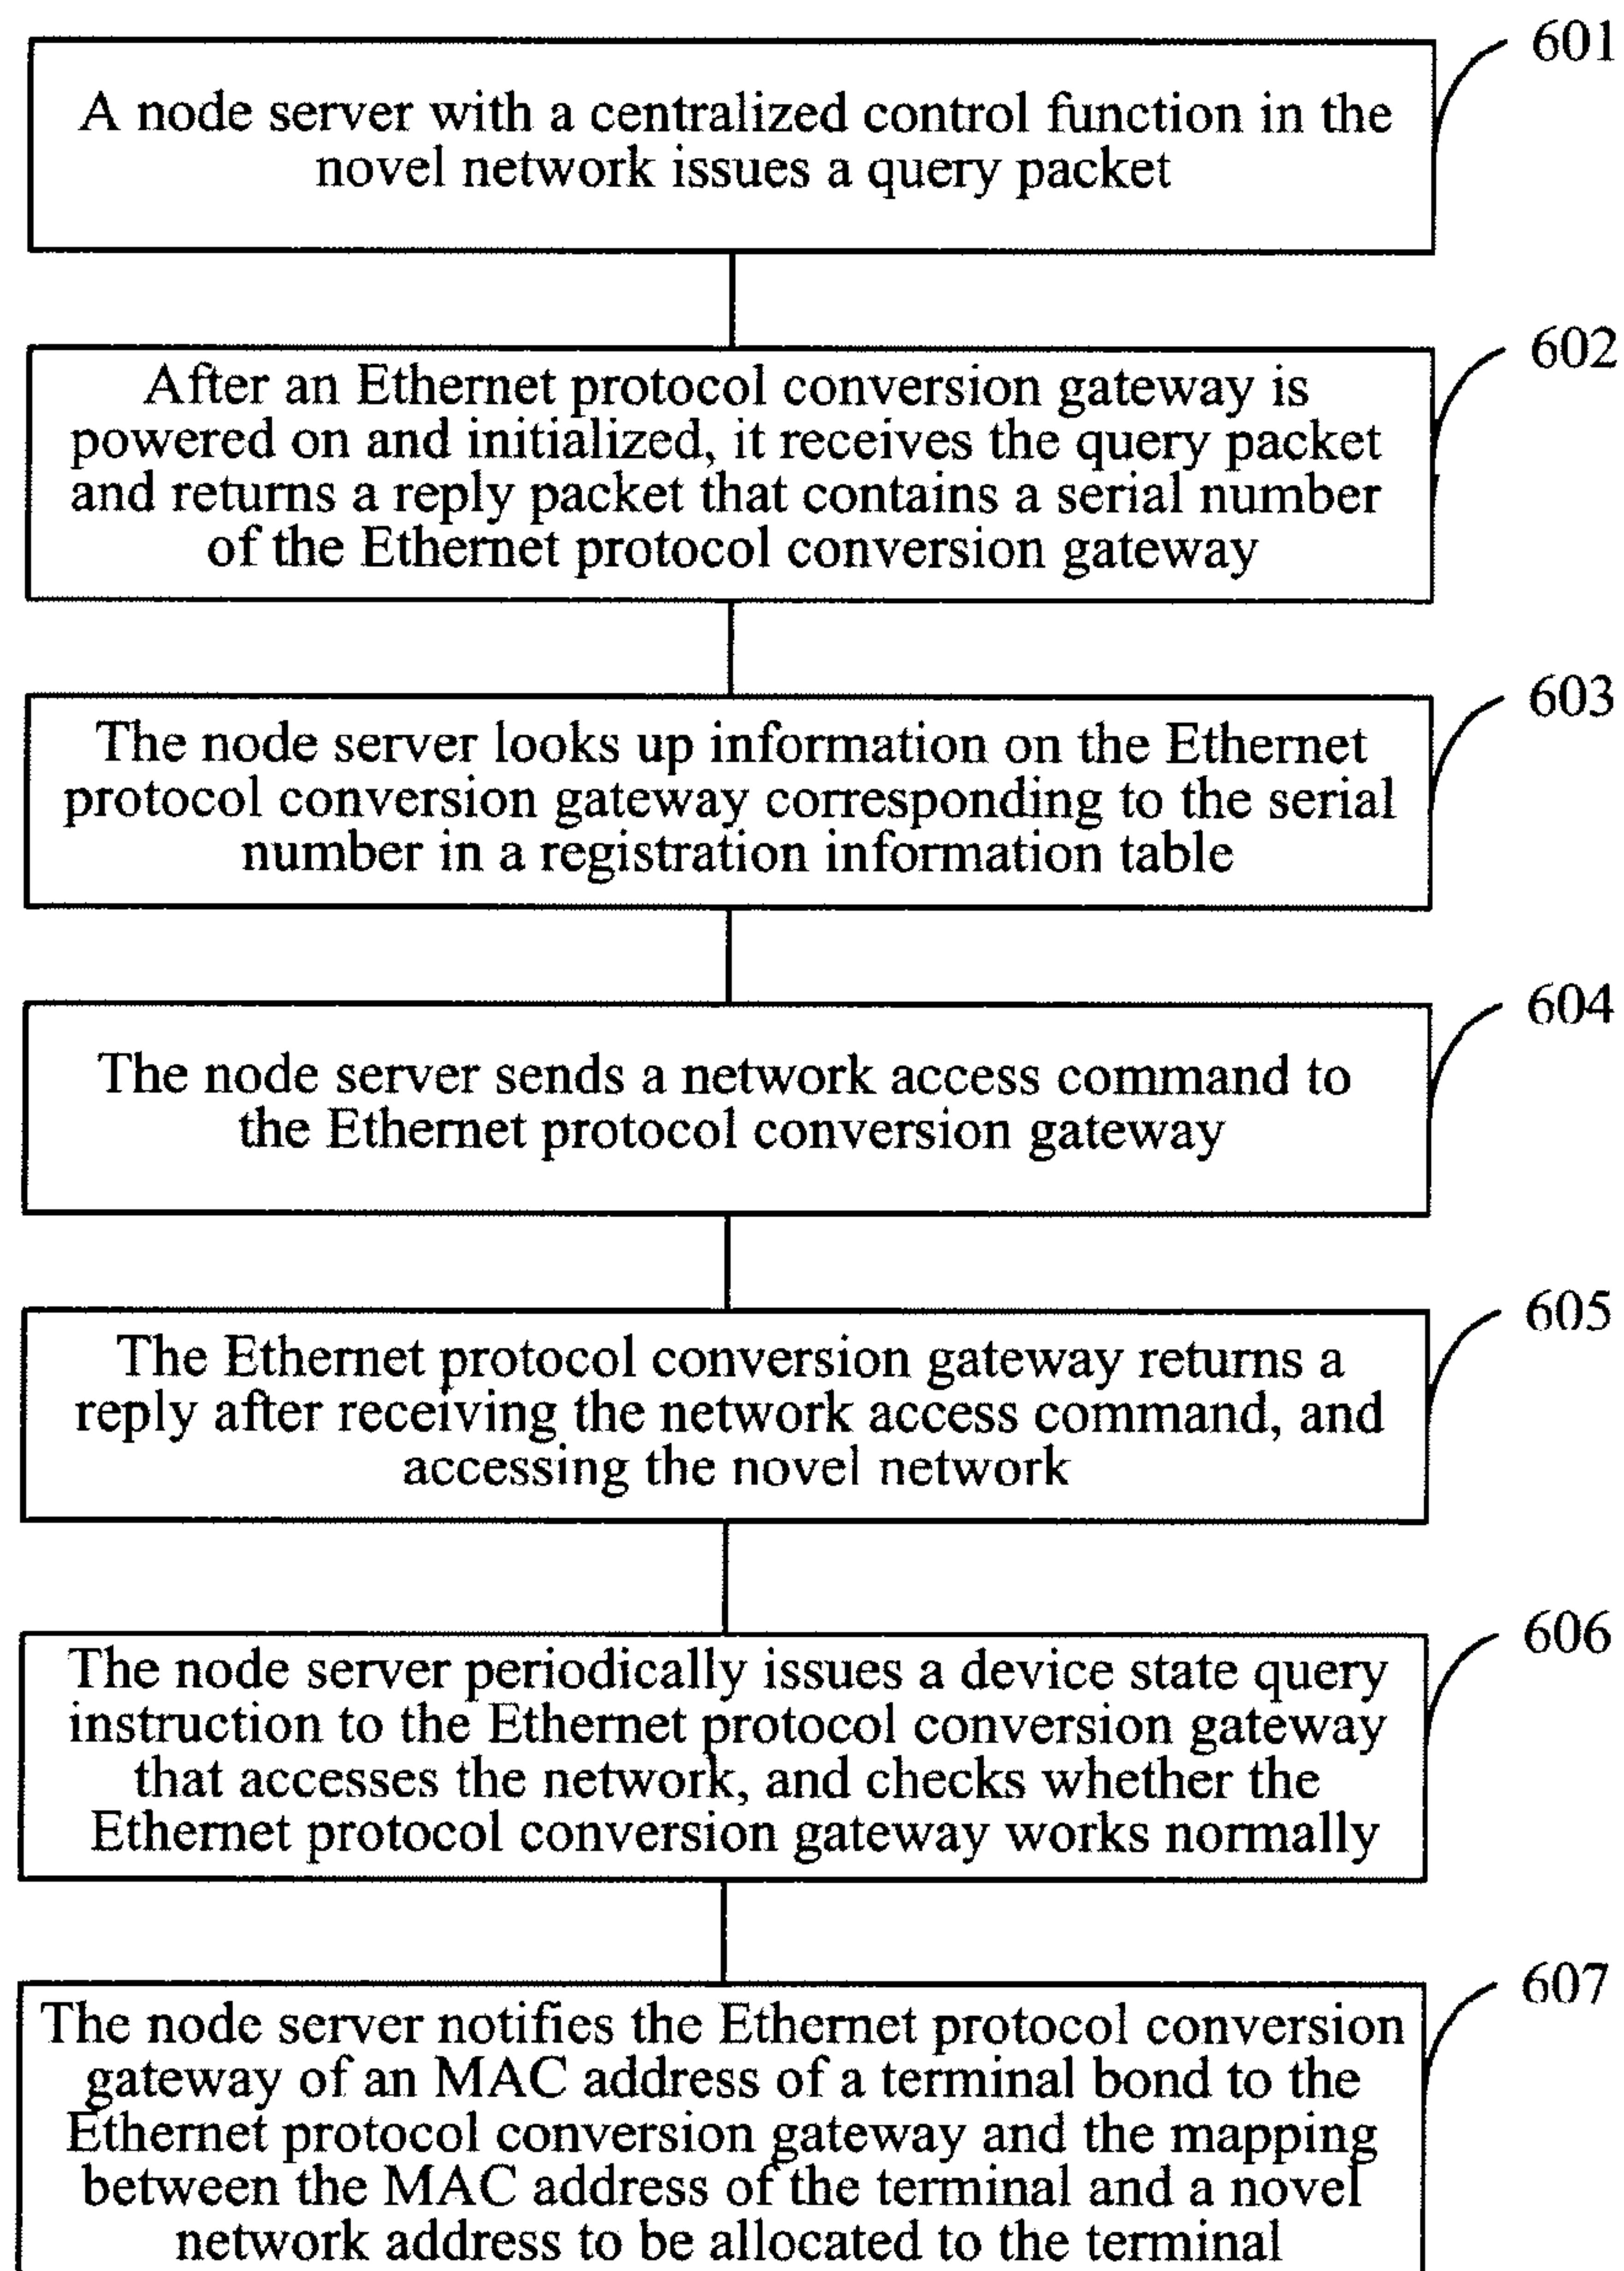 601
A node server with a centralized control function in the
novel network issues a query packet
602
After an Ethernet protocol conversion gateway is
powered on and initialized, it receives the query packet
and returns a reply packet that contains a serial number
of the Ethernet protocol conversion gateway
603
The node server looks up information on the Ethernet
protocol conversion gateway corresponding to the serial
number in a registration information table
604
The node server sends a network access command to
the Ethernet protocol conversion gateway
605
The Ethernet protocol conversion gateway returns a
reply after receiving the network access command, and
accessing the novel network
606
The node server periodically issues a device state query
instruction to the Ethernet protocol conversion gateway
that accesses the network, and checks whether the
Ethernet protocol conversion gateway works normally
607
The node server notifies the Ethernet protocol conversion
gateway of an MAC address of a terminal bond to the
Ethernet protocol conversion gateway and the mapping
between the MAC address of the terminal and a novel
network address to be allocated to the terminal